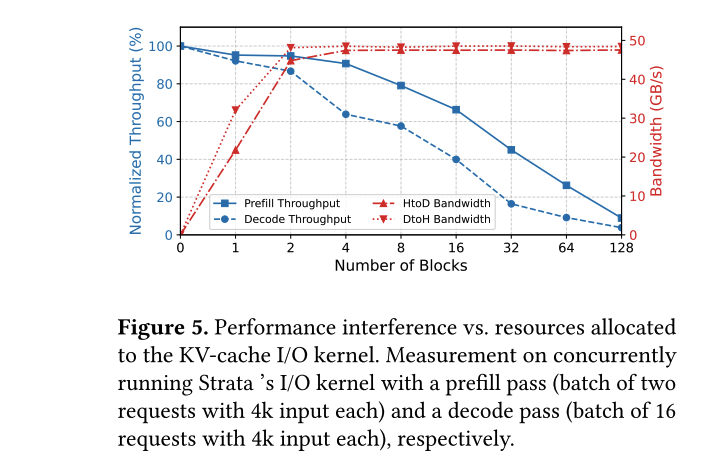 Normalized Throughput (%)
100
80
60
40
20
0
Prefill Throughput
Decode Throughput
HtoD Bandwidth
DtoH Bandwidth
50
40
30
20
10
0
Bandwidth (GB/s)
0 1 2 4 8 16 32 64 128
Number of Blocks
Figure 5. Performance interference vs. resources allocated
to the KV-cache I/O kernel. Measurement on concurrently
running Strata ’s I/O kernel with a prefill pass (batch of two
requests with 4k input each) and a decode pass (batch of 16
requests with 4k input each), respectively.